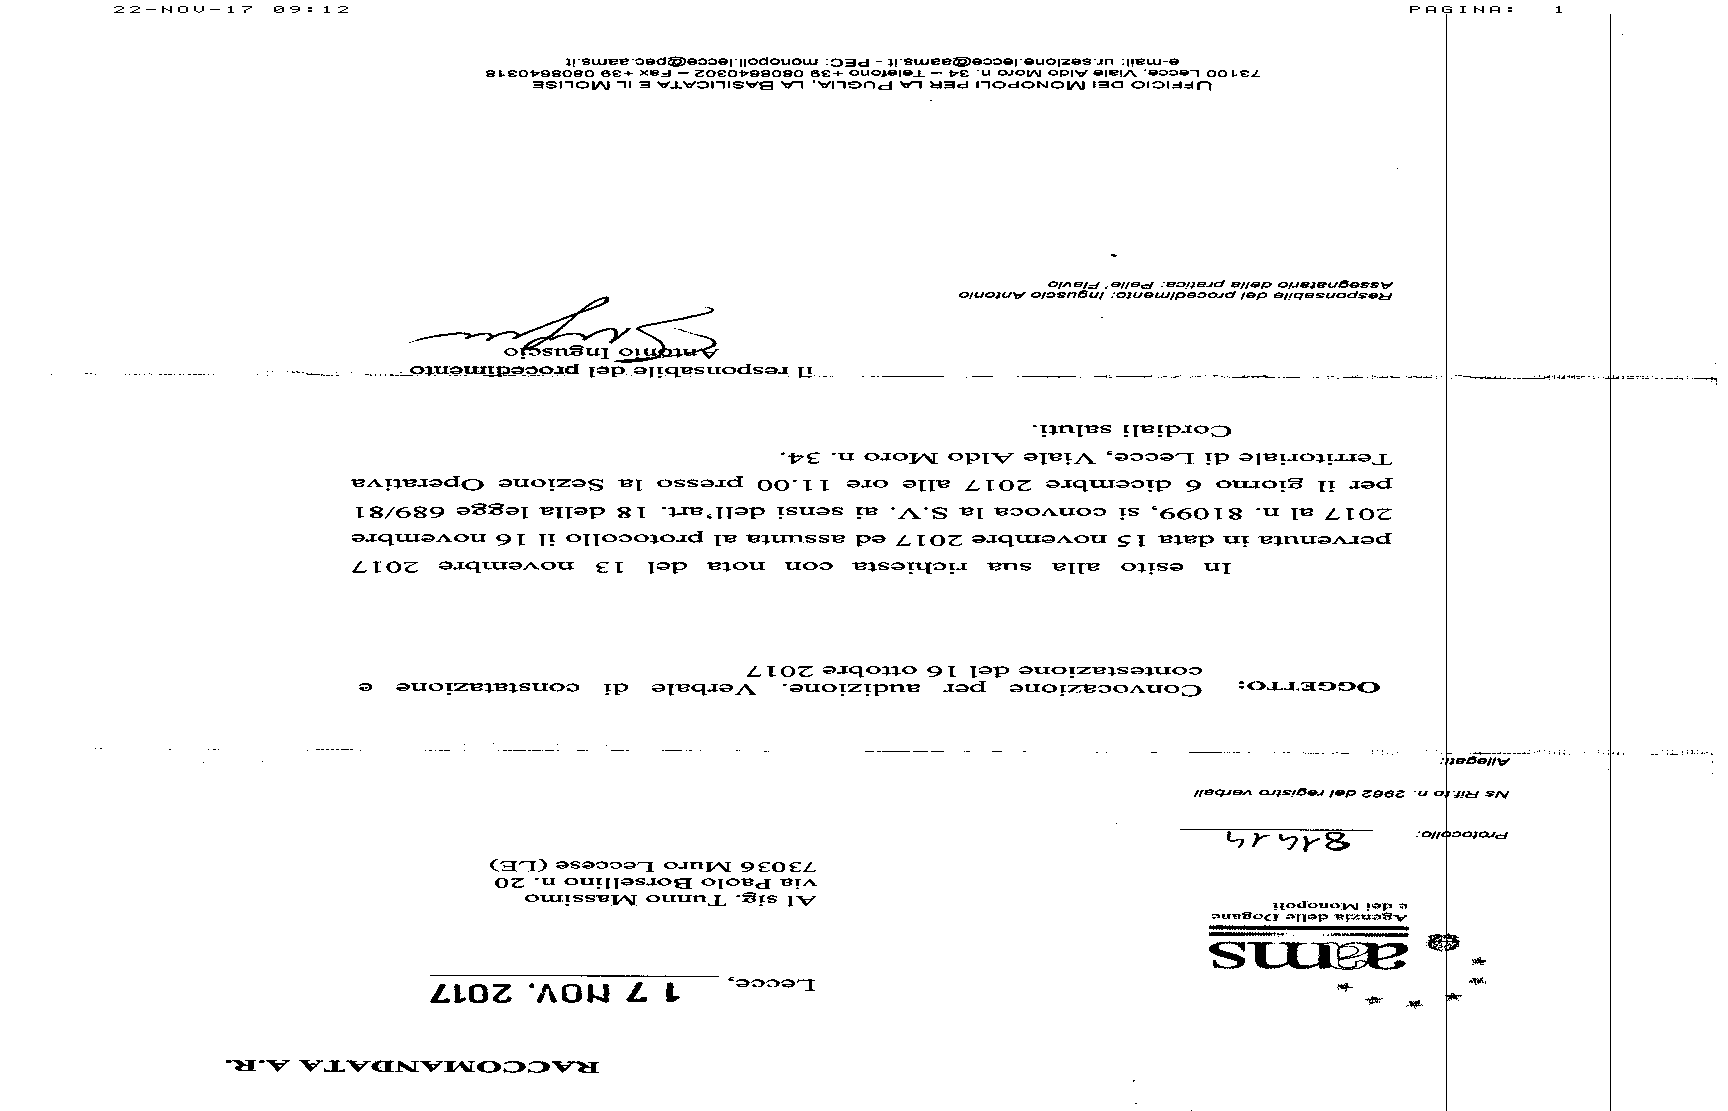 22-NOV-17 09:12 PAGINA: 1
RACCOMANDATA A.R.
Lecce, 17 NOV. 2017
aams
Agenzia delle Dogane
e dei Monopoli
Al sig. Tunno Massimo
via Paolo Borsellino n. 20
73036 Muro Leccese (LE)
Protocollo: 81414
Ns Rif.to n. 2962 del registro verbali
Allegati:
OGGETTO: Convocazione per audizione. Verbale di constatazione e
contestazione del 16 ottobre 2017
In esito alla sua richiesta con nota del 13 novembre 2017
pervenuta in data 15 novembre 2017 ed assunta al protocollo il 16 novembre
2017 al n. 81099, si convoca la S.V. ai sensi dell'art. 18 della legge 689/81
per il giorno 6 dicembre 2017 alle ore 11.00 presso la Sezione Operativa
Territoriale di Lecce, Viale Aldo Moro n. 34.
Cordiali saluti.
Il responsabile del procedimento
Antonio Inguscio
Responsabile del procedimento: Inguscio Antonio
Assegnatario della pratica: Pelle' Flavio
UFFICIO DEI MONOPOLI PER LA PUGLIA, LA BASILICATA E IL MOLISE
73100 Lecce, Viale Aldo Moro n. 34 – Telefono +39 0808640302 – Fax +39 0808640318
e-mail: ur.sezione.lecce@aams.it - PEC: monopoli.lecce@pec.aams.it